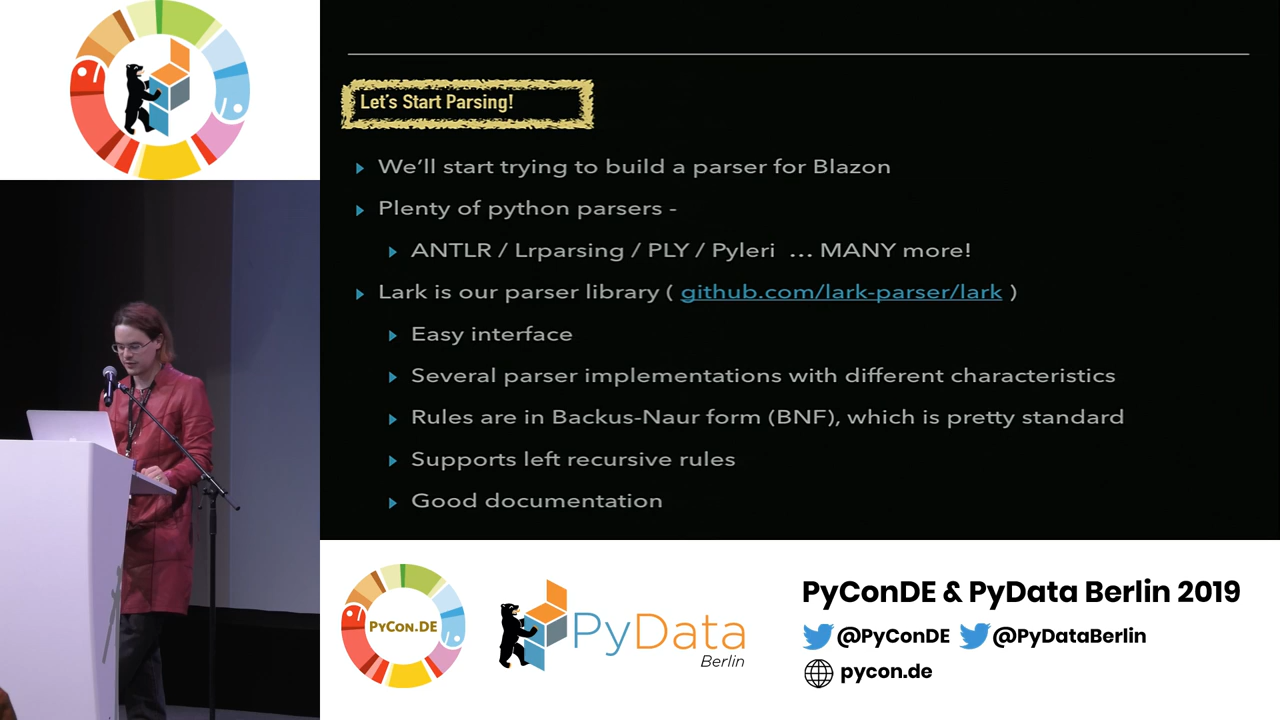 Let's Start Parsing!
We'll start trying to build a parser for Blazon
Plenty of python parsers -
ANTLR / Lrparsing / PLY / Pyleri … MANY more!
Lark is our parser library ( github.com/lark-parser/lark )
Easy interface
Several parser implementations with different characteristics
Rules are in Backus-Naur form (BNF), which is pretty standard
Supports left recursive rules
Good documentation
PYCON.DE
PyData
Berlin
PyConDE & PyData Berlin 2019
@PyConDE @PyDataBerlin
pycon.de